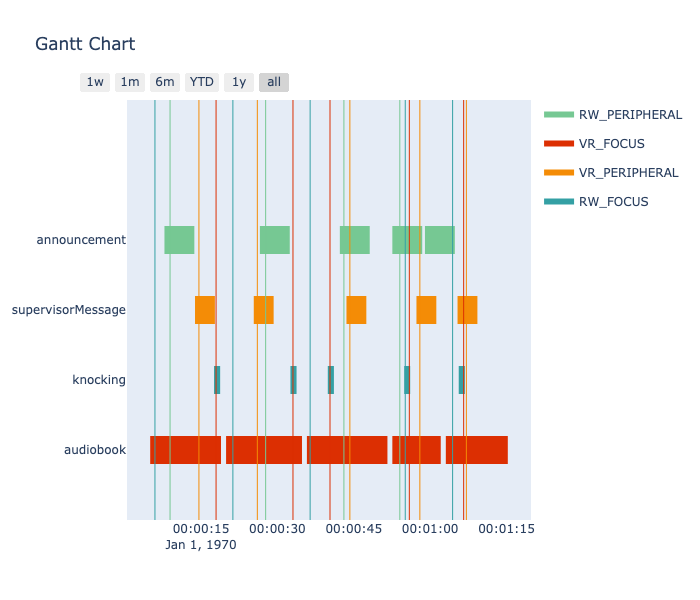 Gantt Chart
1w 1m 6m YTD 1y all
RW_PERIPHERAL
VR_FOCUS
VR_PERIPHERAL
RW_FOCUS
announcement
supervisorMessage
knocking
audiobook
00:00:15 00:00:30 00:00:45 00:01:00 00:01:15
Jan 1, 1970